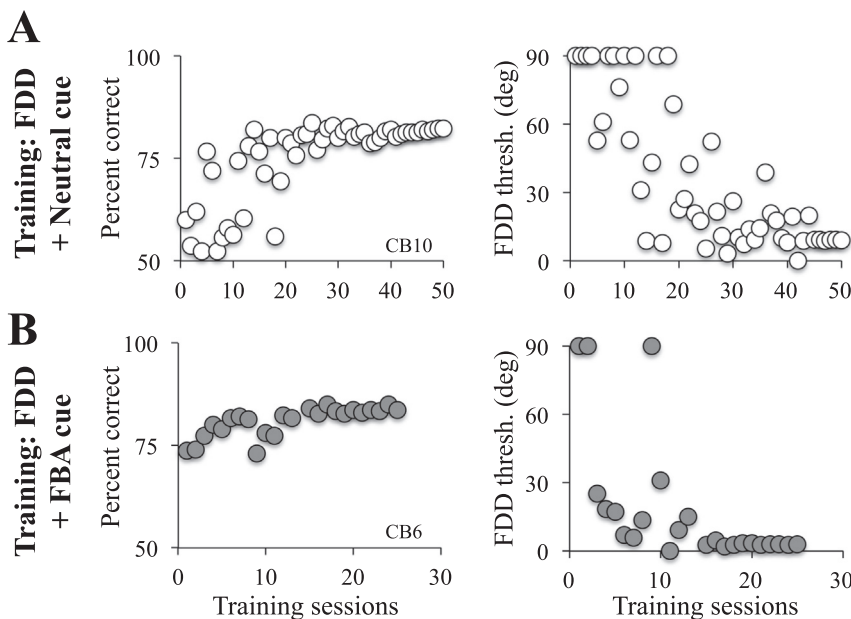 A
Training: FDD
+ Neutral cue
Percent correct
100
75
50
0 10 20 30 40 50
CB10
FDD thresh. (deg)
90
60
30
0
0 10 20 30 40 50
B
Training: FDD
+ FBA cue
Percent correct
100
75
50
0 10 20 30
CB6
Training sessions
FDD thresh. (deg)
90
60
30
0
0 10 20 30
Training sessions